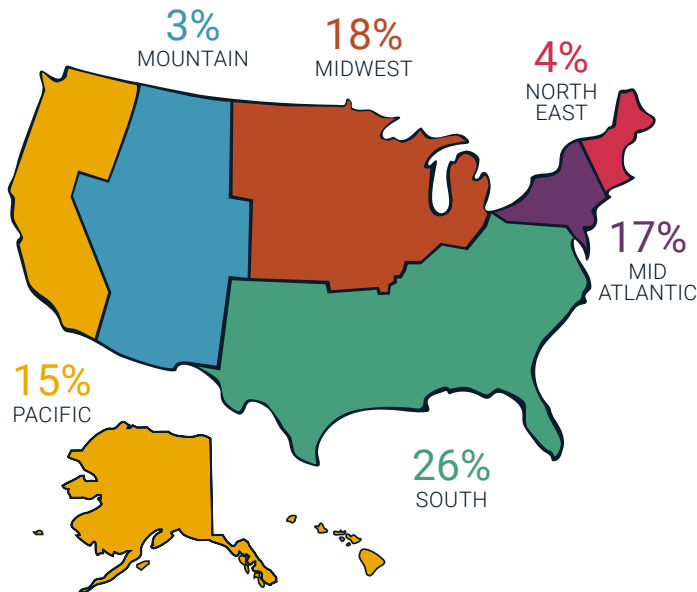 3%
MOUNTAIN
18%
MIDWEST
4%
NORTH
EAST
17%
MID
ATLANTIC
15%
PACIFIC
26%
SOUTH